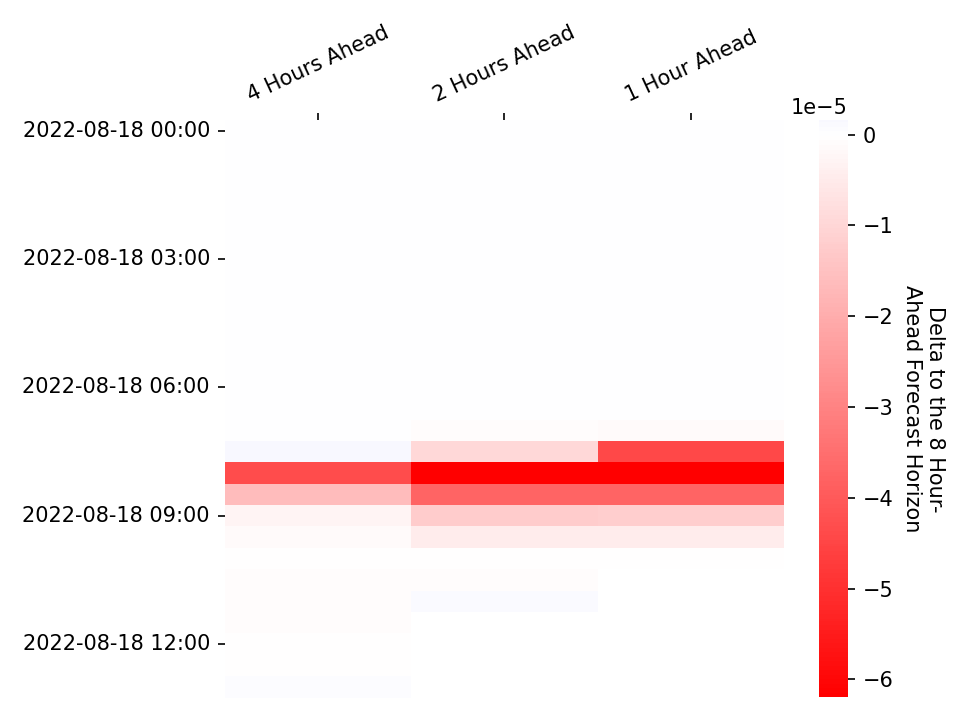 4 Hours Ahead
2 Hours Ahead
1 Hour Ahead
1e−5
2022-08-18 00:00
2022-08-18 03:00
2022-08-18 06:00
2022-08-18 09:00
2022-08-18 12:00
0
−1
−2
−3
−4
−5
−6
Delta to the 8 Hour-
Ahead Forecast Horizon